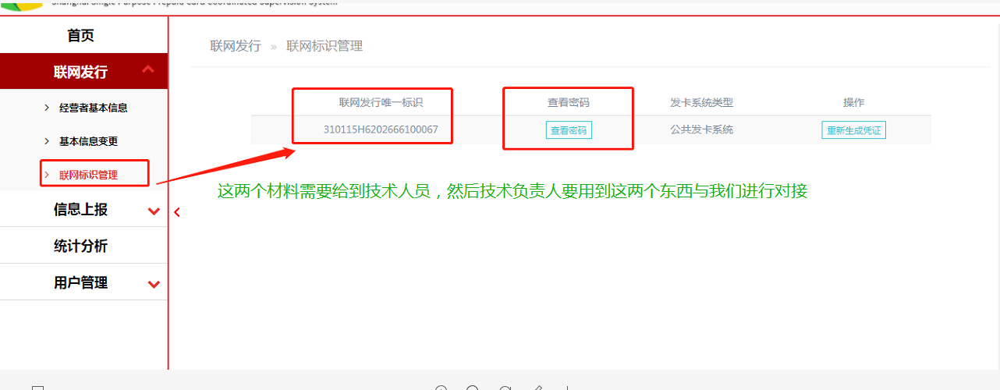 Shanghai Single Purpose Prepaid Card Coordinated Supervision System
首页
联网发行
经营者基本信息
基本信息变更
联网标识管理
信息上报
统计分析
用户管理
联网发行 » 联网标识管理
联网发行唯一标识 查看密码 发卡系统类型 操作
310115H6202666100067 查看密码 公共发卡系统 重新生成凭证
这两个材料需要给到技术人员，然后技术负责人要用到这两个东西与我们进行对接